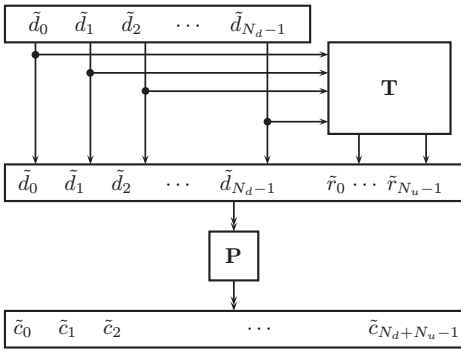 d̃₀ d̃₁ d̃₂ ⋯ d̃_{N_d−1}
T
d̃₀ d̃₁ d̃₂ ⋯ d̃_{N_d−1} r̃₀ ⋯ r̃_{N_u−1}
P
c̃₀ c̃₁ c̃₂ ⋯ c̃_{N_d+N_u−1}